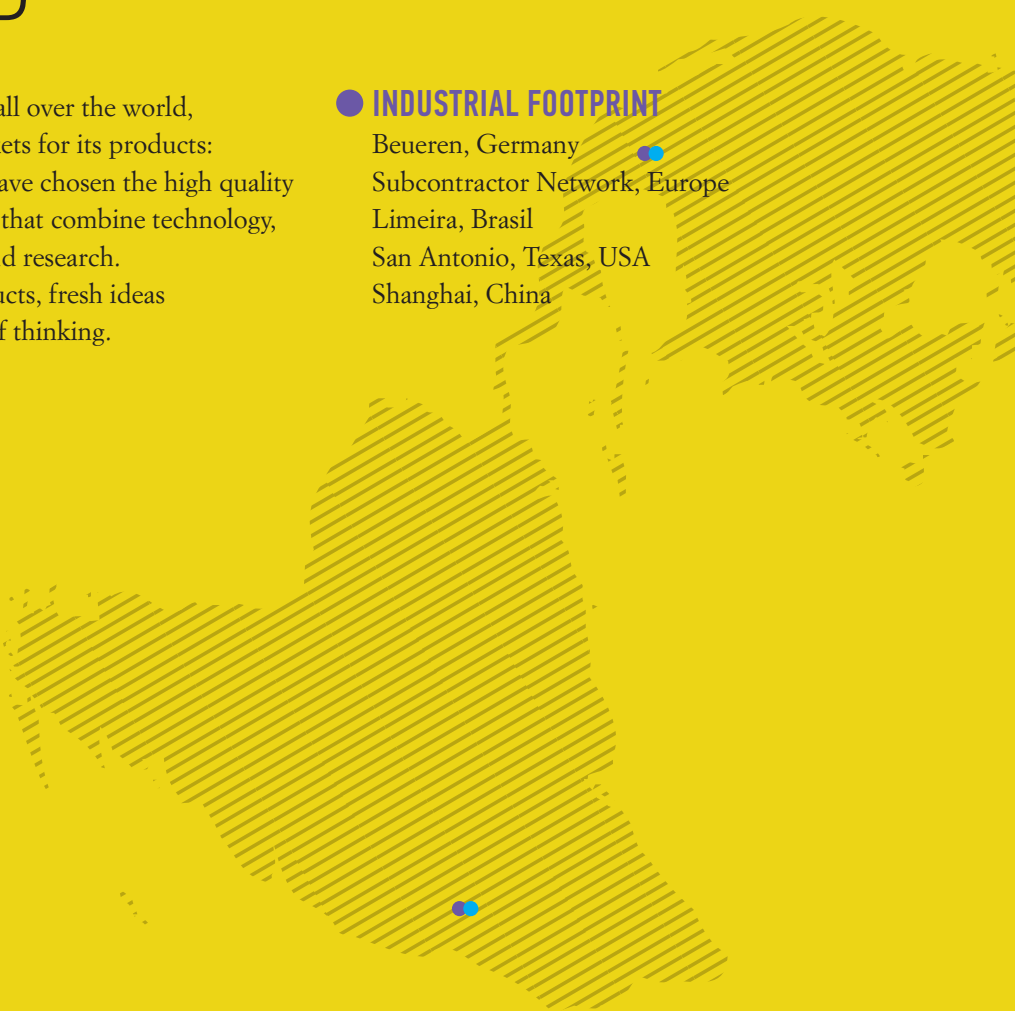 all over the world,
ets for its products:
ave chosen the high quality
that combine technology,
d research.
ucts, fresh ideas
f thinking.
INDUSTRIAL FOOTPRINT
Beueren, Germany
Subcontractor Network, Europe
Limeira, Brasil
San Antonio, Texas, USA
Shanghai, China